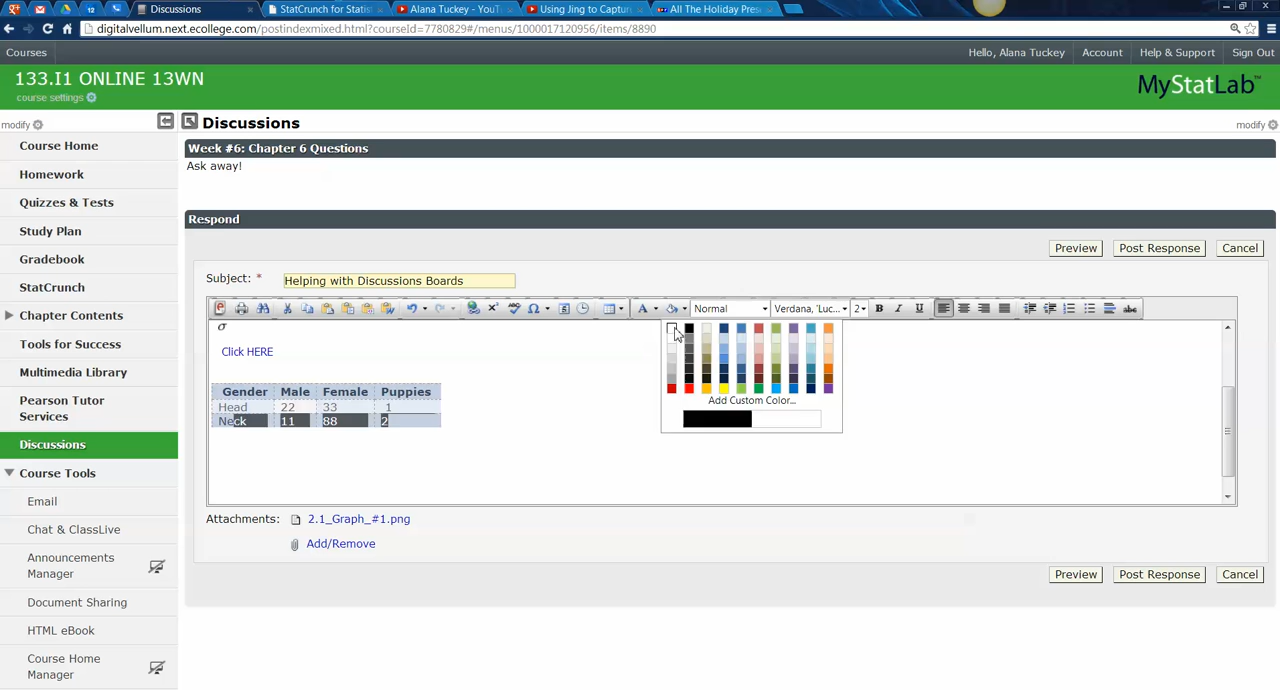 Discussions
StatCrunch for Statist
Alana Tuckey - YouTu
Using Jing to Captur
All The Holiday Pres
digitalvellum.next.ecollege.com/postindexmixed.html?courseId=7780829#/menus/1000017120956/items/8890
Courses
Hello, Alana Tuckey
Account
Help & Support
Sign Out
133.I1 ONLINE 13WN
course settings
MyStatLab™
modify
Discussions
modify
Course Home
Homework
Quizzes & Tests
Study Plan
Gradebook
StatCrunch
Chapter Contents
Tools for Success
Multimedia Library
Pearson Tutor
Services
Discussions
Course Tools
Email
Chat & ClassLive
Announcements
Manager
Document Sharing
HTML eBook
Course Home
Manager
Week #6: Chapter 6 Questions
Ask away!
Respond
Preview
Post Response
Cancel
Subject: *
Helping with Discussions Boards
Normal
Verdana, 'Luc...
2
B I U abc
σ
Click HERE
Gender Male Female Puppies
Head 22 33 1
Neck 11 88 2
Add Custom Color...
Attachments:
2.1_Graph_#1.png
Add/Remove
Preview
Post Response
Cancel